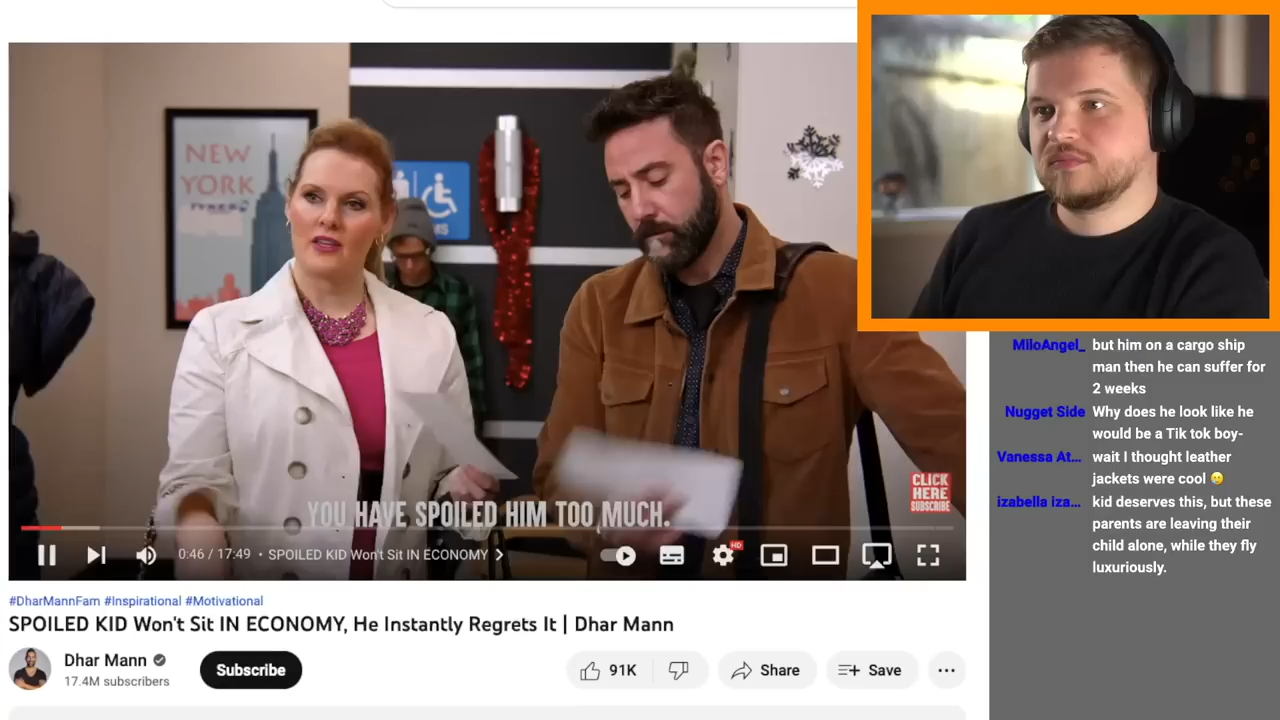 NEW
YORK
YOU HAVE SPOILED HIM TOO MUCH.
CLICK
HERE
SUBSCRIBE
0:46 / 17:49 • SPOILED KID Won't Sit IN ECONOMY >
HD
#DharMannFam #Inspirational #Motivational
SPOILED KID Won't Sit IN ECONOMY, He Instantly Regrets It | Dhar Mann
Dhar Mann
17.4M subscribers
Subscribe
91K
Share
Save
MiloAngel_ but him on a cargo ship
man then he can suffer for
2 weeks
Nugget Side Why does he look like he
would be a Tik tok boy-
Vanessa At... wait I thought leather
jackets were cool
izabella iza... kid deserves this, but these
parents are leaving their
child alone, while they fly
luxuriously.